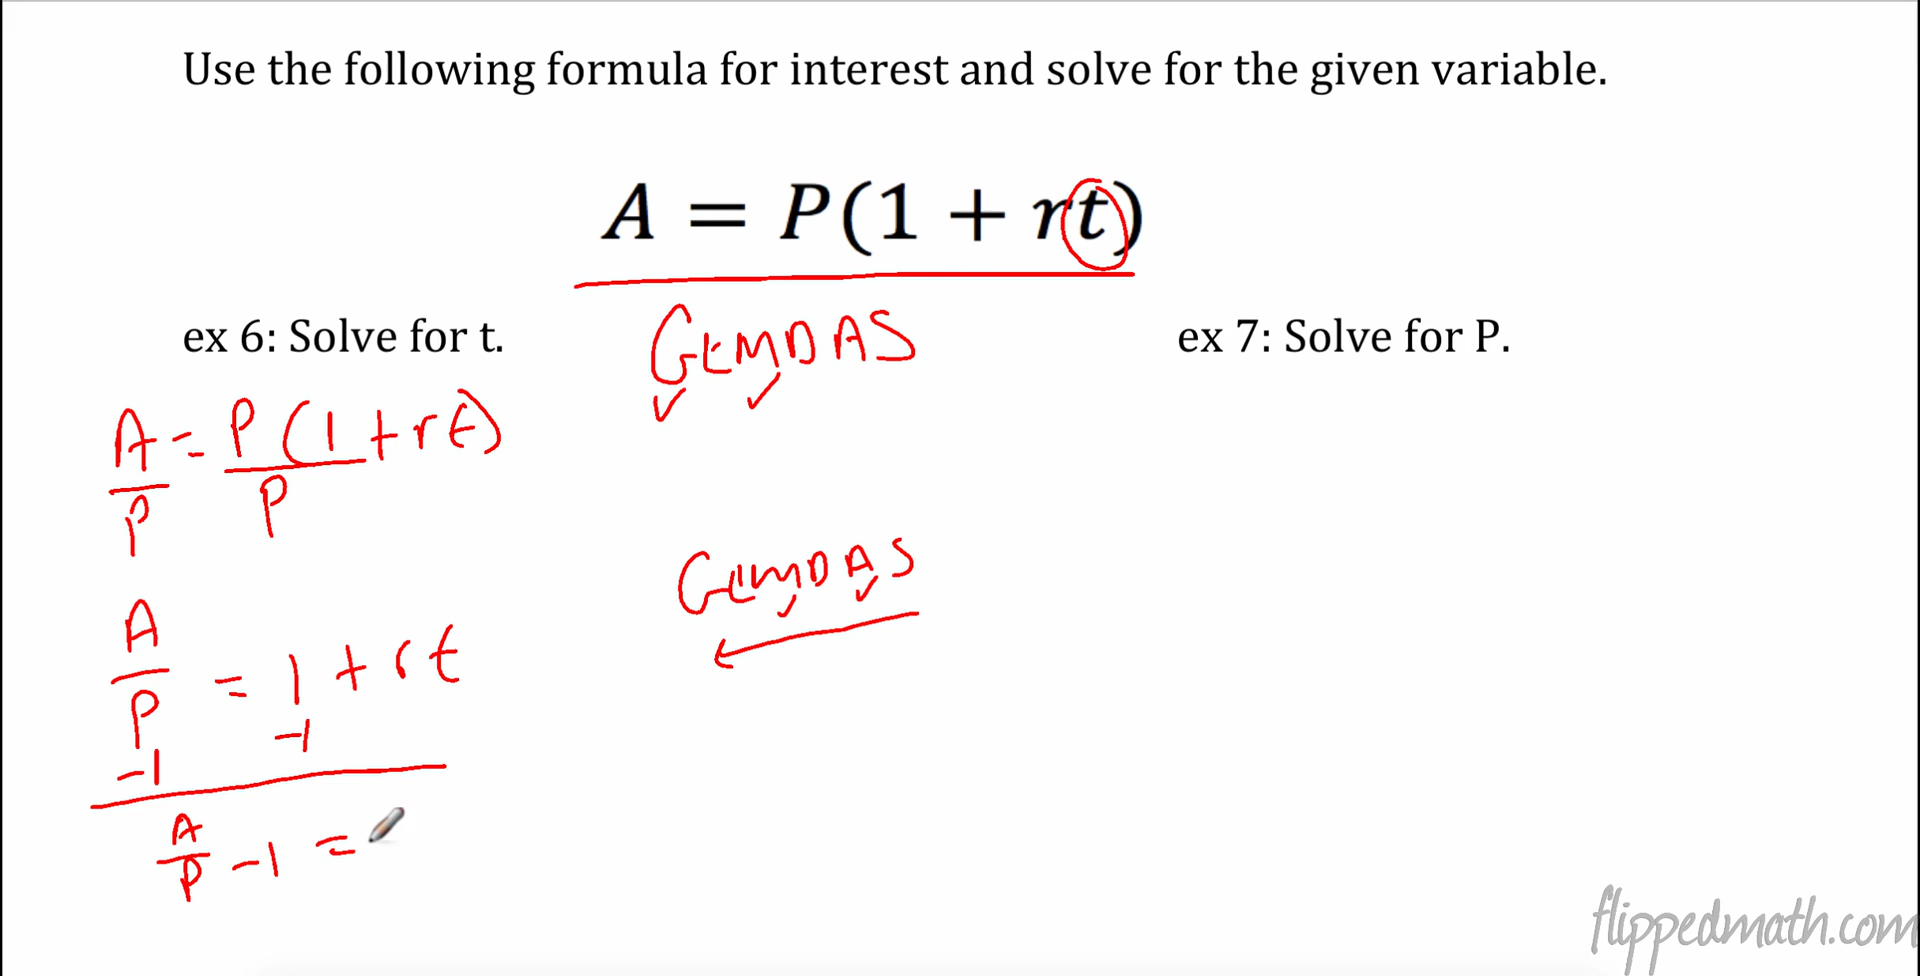 Use the following formula for interest and solve for the given variable.
A = P(1 + rt)
GEMDAS
ex 6: Solve for t.
ex 7: Solve for P.
A = P(1+rt)
P P
GEMDAS
A
P = 1 + rt
-1 -1
A
P -1 =
flippedmath.com